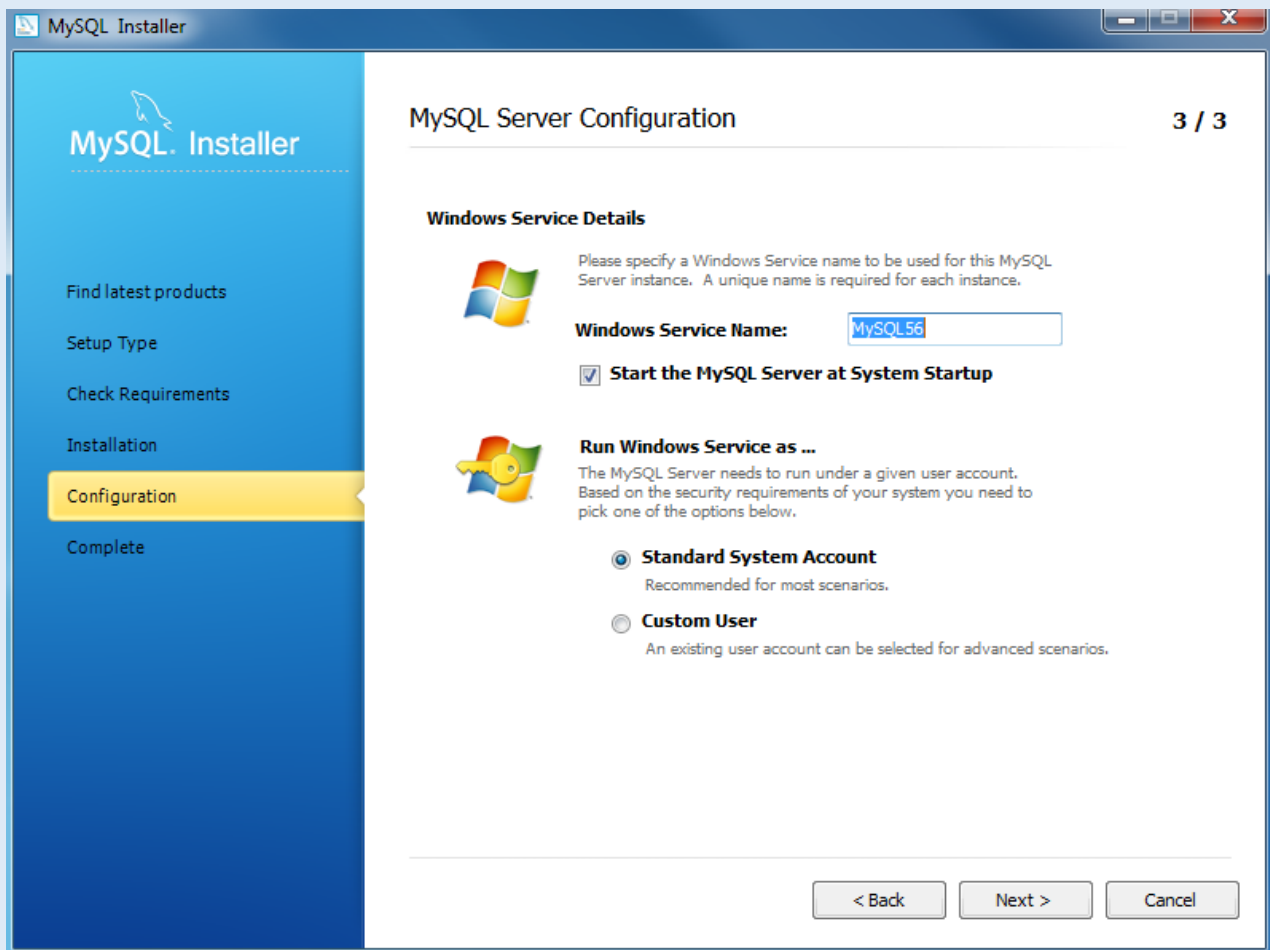 MySQL Installer
MySQL. Installer
Find latest products
Setup Type
Check Requirements
Installation
Configuration
Complete
MySQL Server Configuration
3 / 3
Windows Service Details
Please specify a Windows Service name to be used for this MySQL
Server instance. A unique name is required for each instance.
Windows Service Name:
MySQL56
Start the MySQL Server at System Startup
Run Windows Service as ...
The MySQL Server needs to run under a given user account.
Based on the security requirements of your system you need to
pick one of the options below.
Standard System Account
Recommended for most scenarios.
Custom User
An existing user account can be selected for advanced scenarios.
< Back
Next >
Cancel